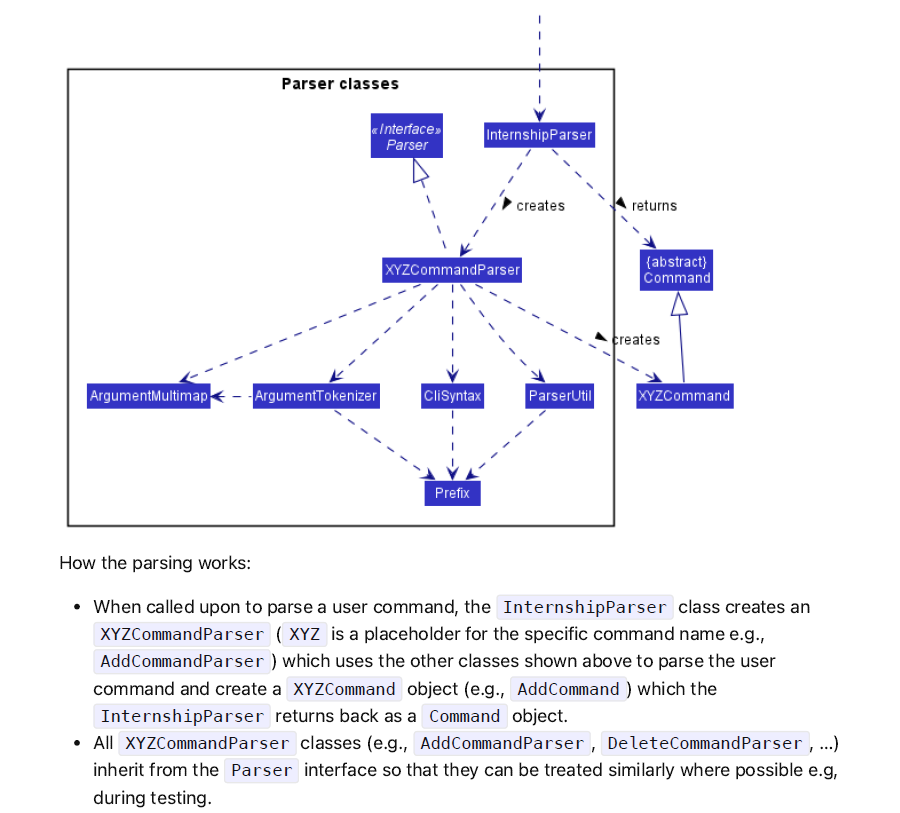 Parser classes
«Interface»
Parser
InternshipParser
creates
returns
XYZCommandParser
{abstract}
Command
creates
ArgumentMultimap
ArgumentTokenizer
CliSyntax
ParserUtil
XYZCommand
Prefix
How the parsing works:
• When called upon to parse a user command, the InternshipParser class creates an
XYZCommandParser ( XYZ is a placeholder for the specific command name e.g.,
AddCommandParser ) which uses the other classes shown above to parse the user
command and create a XYZCommand object (e.g., AddCommand ) which the
InternshipParser returns back as a Command object.
• All XYZCommandParser classes (e.g., AddCommandParser , DeleteCommandParser , ...)
inherit from the Parser interface so that they can be treated similarly where possible e.g,
during testing.